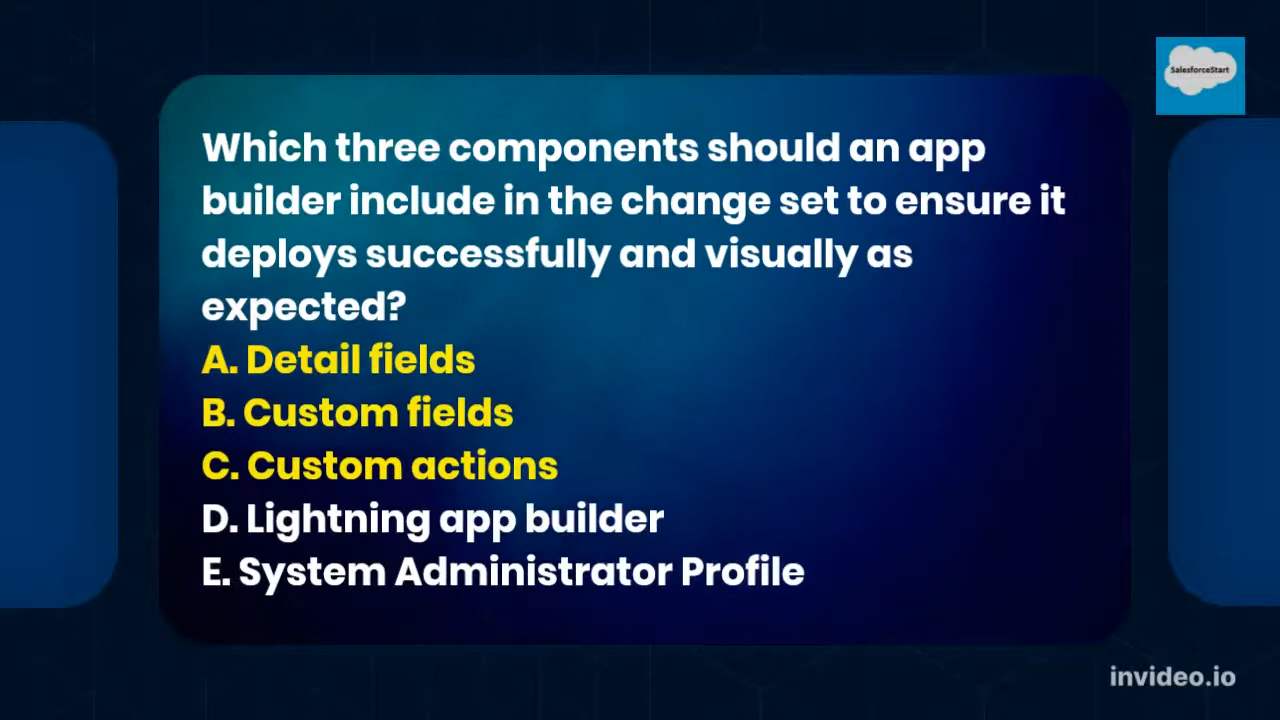 SalesforceStart
Which three components should an app
builder include in the change set to ensure it
deploys successfully and visually as
expected?
A. Detail fields
B. Custom fields
C. Custom actions
D. Lightning app builder
E. System Administrator Profile
invideo.io